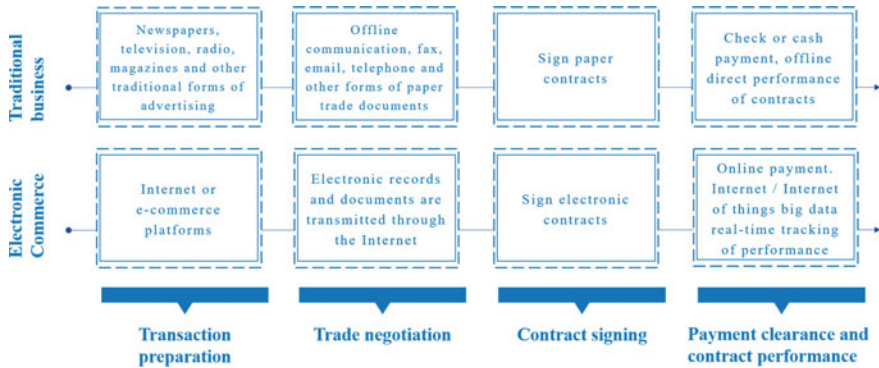 Traditional
business
Newspapers,
television, radio,
magazines and other
traditional forms of
advertising
Offline
communication, fax,
email, telephone and
other forms of paper
trade documents
Sign paper
contracts
Check or cash
payment, offline
direct performance
of contracts
Electronic
Commerce
Internet or
e-commerce
platforms
Electronic records
and documents are
transmitted through
the Internet
Sign electronic
contracts
Online payment.
Internet / Internet
of things big data
real-time tracking
of performance
Transaction
preparation
Trade negotiation
Contract signing
Payment clearance and
contract performance